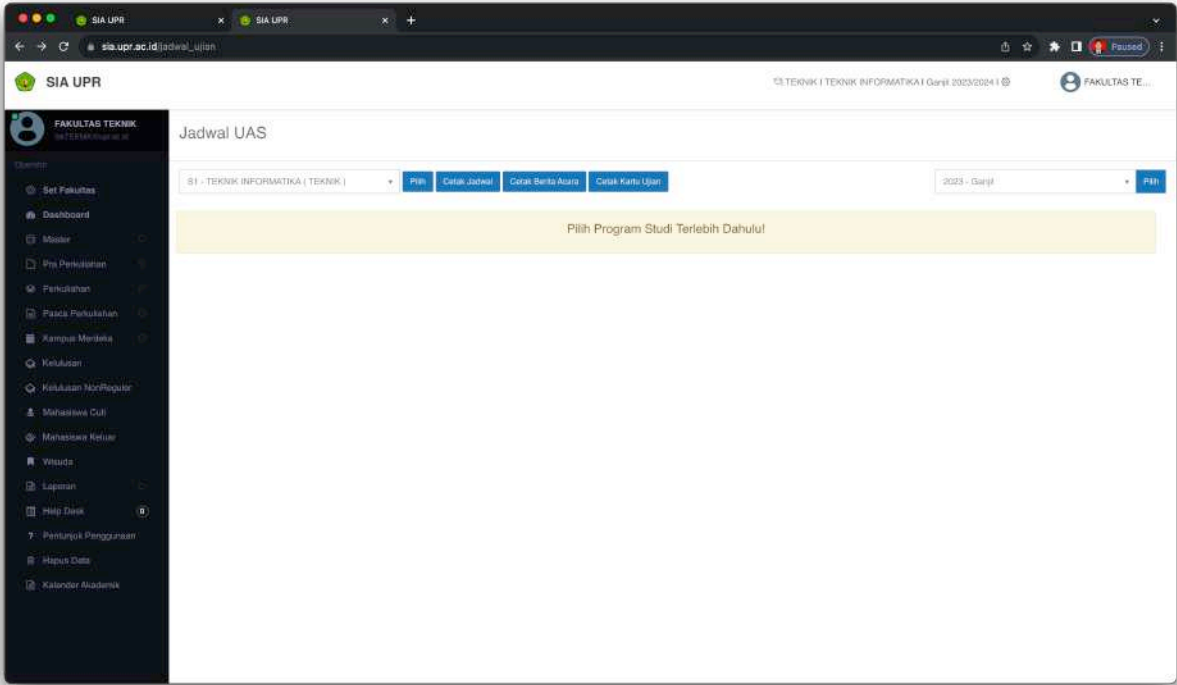 SIA UPR
SIA UPR
sia.upr.ac.id/jadwal_ujian
Paused
SIA UPR
TEKNIK I TEKNIK INFORMATIKA I Ganjil 2023/2024 I
FAKULTAS TE...
FAKULTAS TEKNIK
Jadwal UAS
Operator
S1 - TEKNIK INFORMATIKA ( TEKNIK )
Pilih
Cetak Jadwal
Cetak Berita Acara
Cetak Kartu Ujian
2023 - Ganjil
Pilih
Pilih Program Studi Terlebih Dahulu!
Set Fakultas
Dashboard
Master
Pra Perkuliahan
Perkuliahan
Pasca Perkuliahan
Kampus Merdeka
Kelulusan
Kelulusan NonReguler
Mahasiswa Cuti
Mahasiswa Keluar
Wisuda
Laporan
Help Desk
0
Pentunjuk Penggunaan
Hapus Data
Kalender Akademik